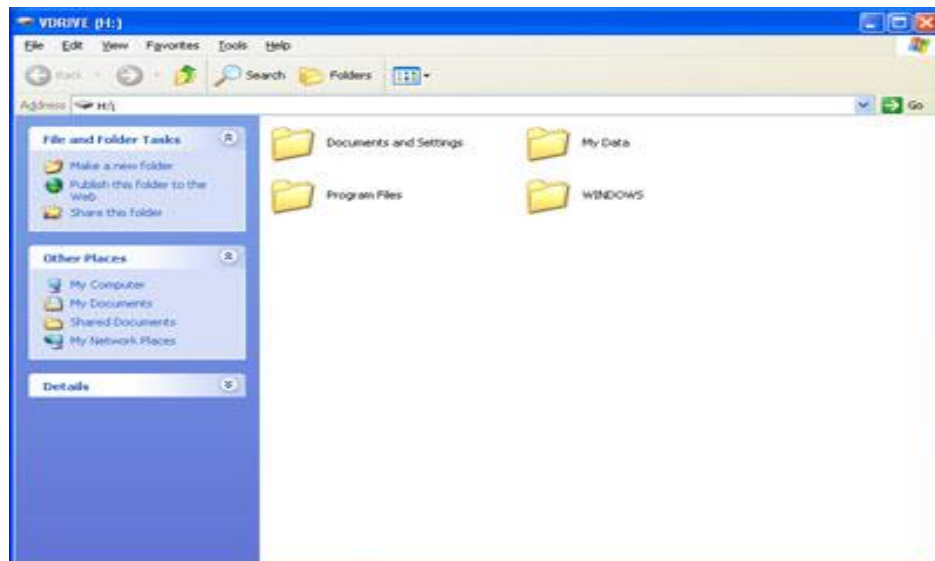 VDRIVE (H:)
File Edit View Favorites Tools Help
Back Search Folders
Address H:\ Go
File and Folder Tasks
Make a new folder
Publish this folder to the
Web
Share this folder
Other Places
My Computer
My Documents
Shared Documents
My Network Places
Details
Documents and Settings My Data
Program Files WINDOWS